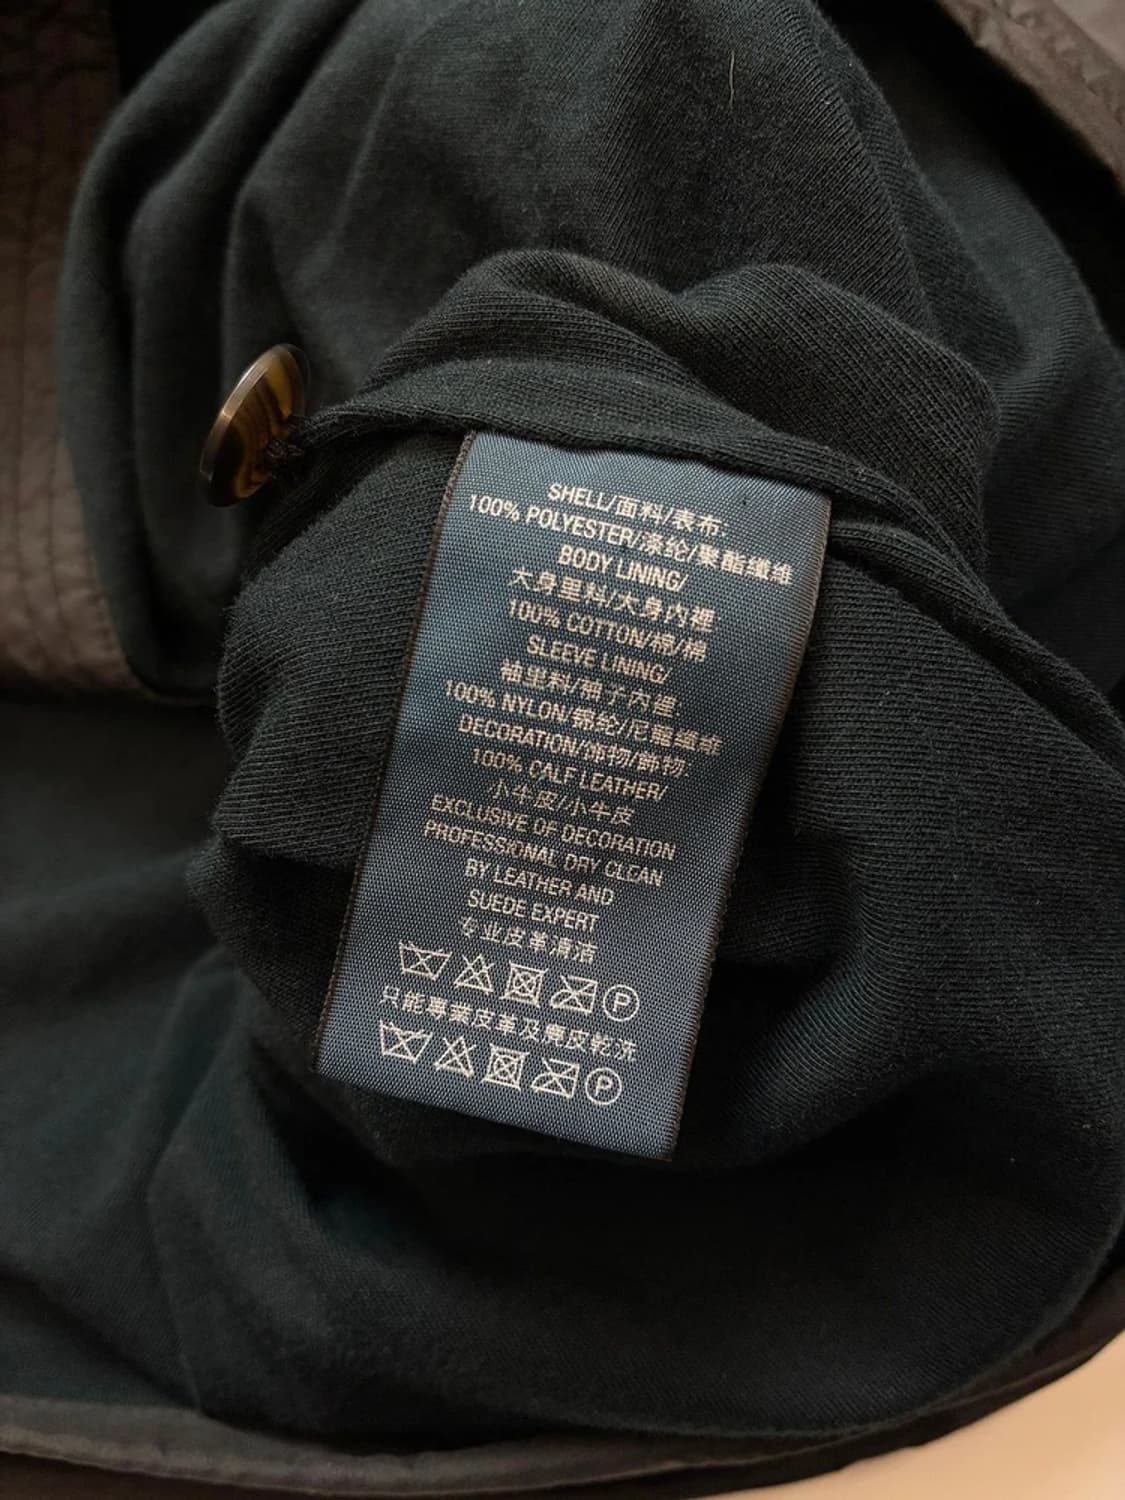 SHELL/面料/表布.
100% POLYESTER/涤纶/聚酯纖維
BODY LINING/
大身里料/大身內裡
100% COTTON/棉/棉
SLEEVE LINING/
袖里料/袖子內裡.
100% NYLON/锦纶/尼龍纖維
DECORATION/饰物/飾物.
100% CALF LEATHER/
小牛皮/小牛皮
EXCLUSIVE OF DECORATION
PROFESSIONAL DRY CLEAN
BY LEATHER AND
SUEDE EXPERT
专业皮革清洁
P
只能專業皮革及麂皮乾洗
P